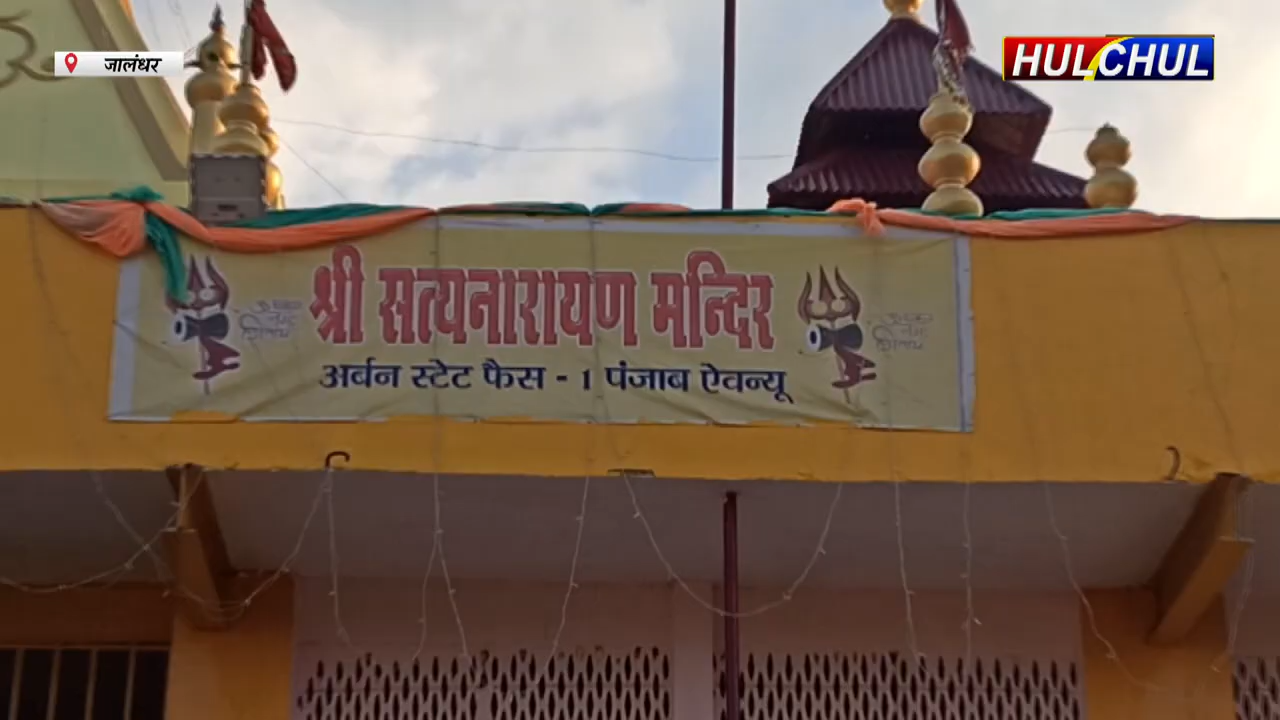 जालंधर
HULCHUL
श्री सत्यनारायण मन्दिर
अर्बन स्टेट फैस - 1 पंजाब ऐवन्यू